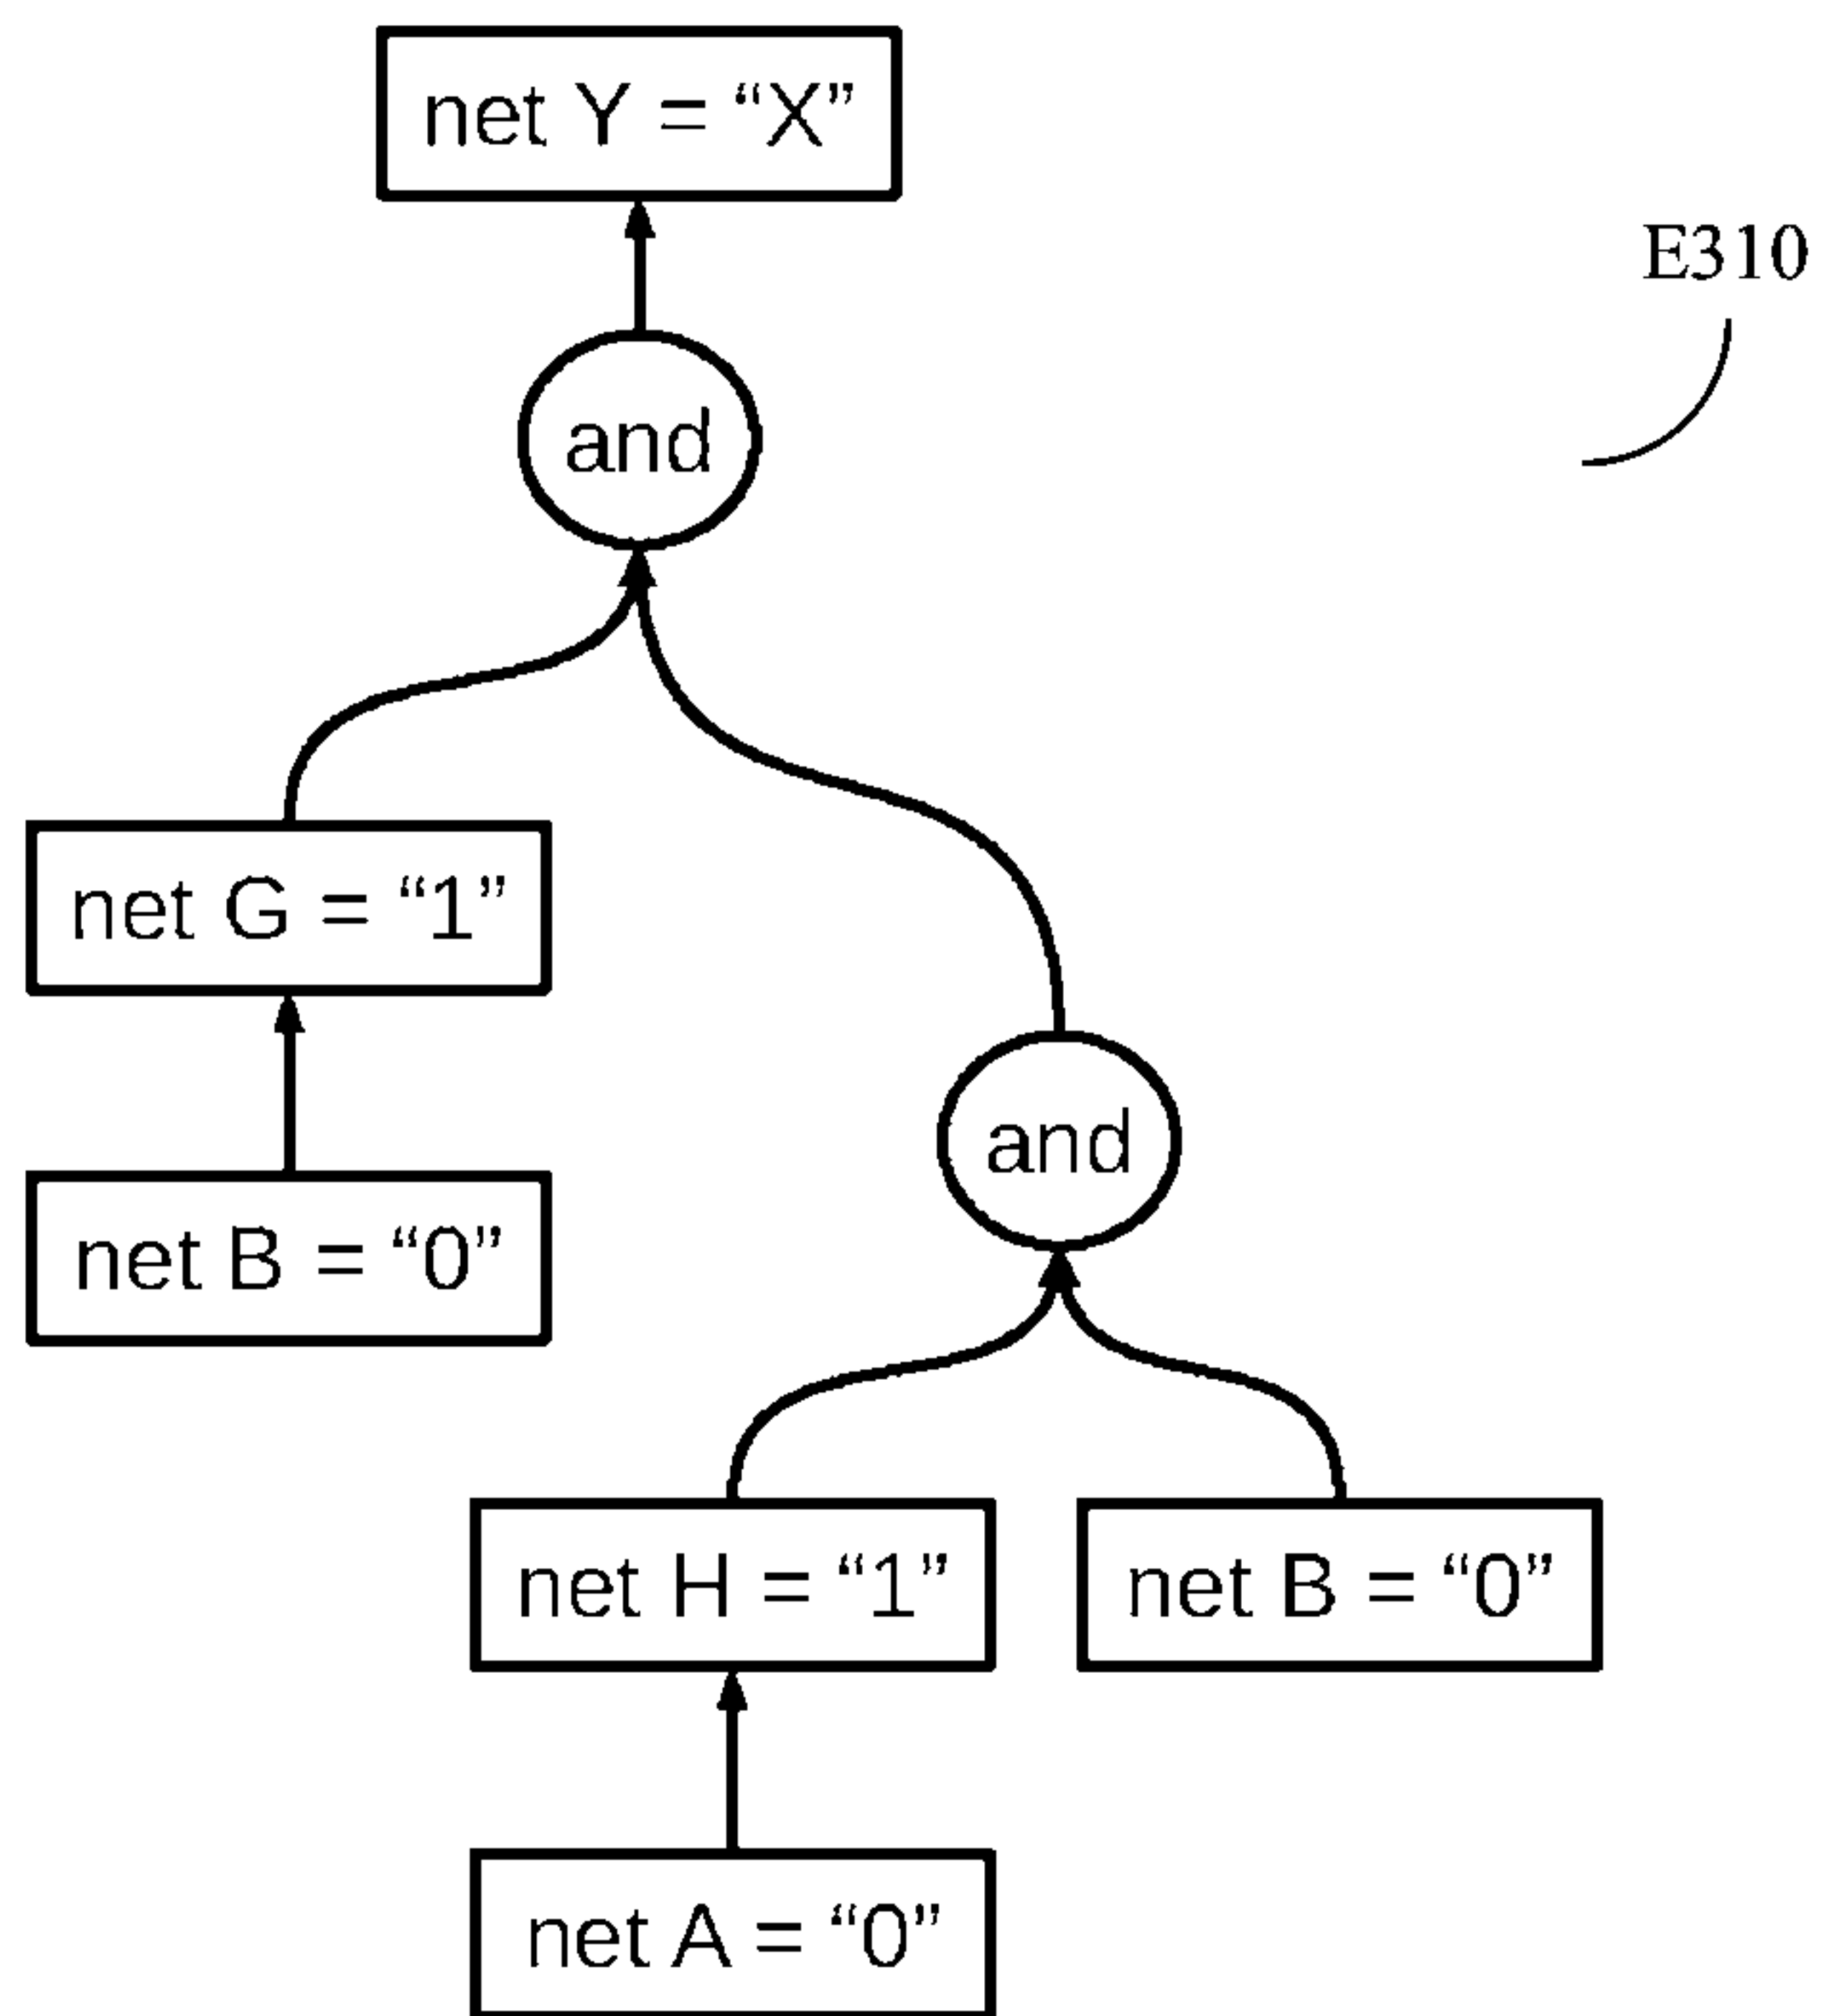 net Y = “X”
E310
and
net G = “1”
and
net B = “0”
net H = “1”
net B = “0”
net A = “0”